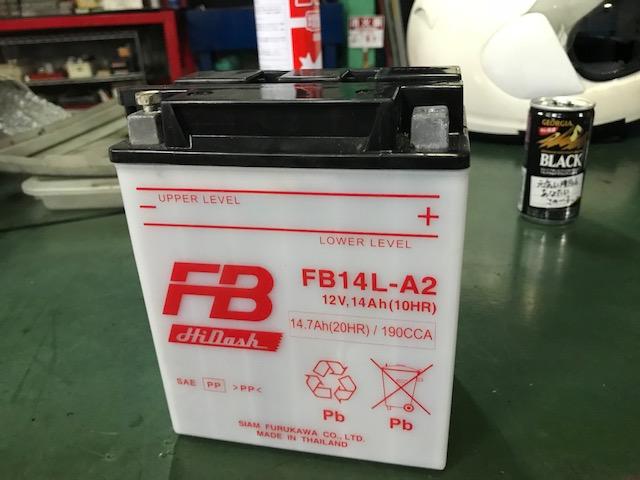 UPPER LEVEL
−
+
LOWER LEVEL
FB
HiDash
FB14L-A2
12V,14Ah(10HR)
14.7Ah(20HR) / 190CCA
SAE PP >PP<
Pb
Pb
SIAM FURUKAWA CO., LTD.
MADE IN THAILAND
GEORGIA
BLACK